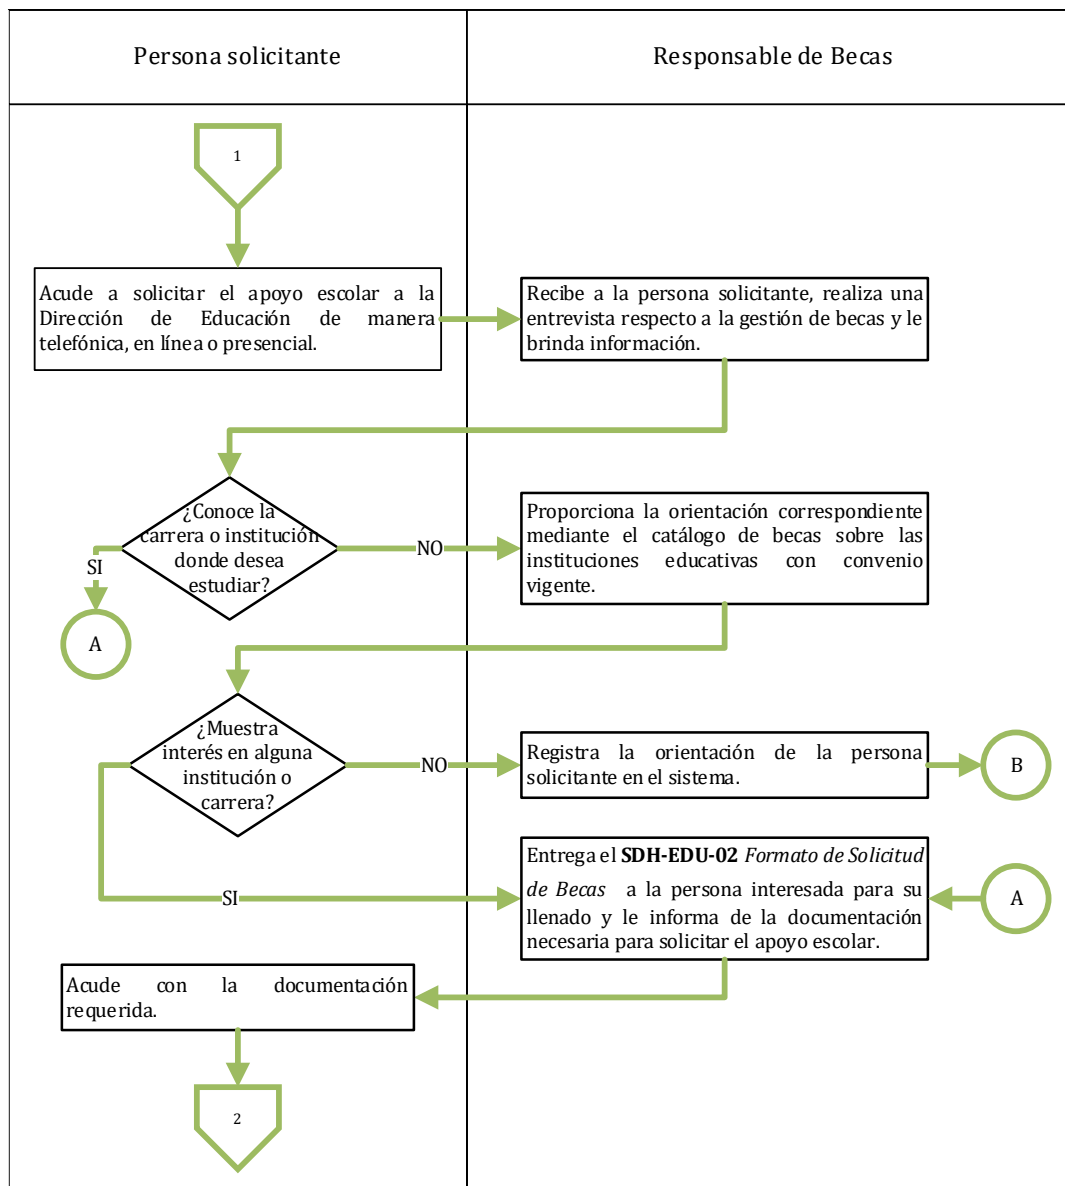 Persona solicitante
Responsable de Becas
1
Acude a solicitar el apoyo escolar a la
Dirección de Educación de manera
telefónica, en línea o presencial.
Recibe a la persona solicitante, realiza una
entrevista respecto a la gestión de becas y le
brinda información.
¿Conoce la
carrera o institución
donde desea
estudiar?
SI
NO
A
Proporciona la orientación correspondiente
mediante el catálogo de becas sobre las
instituciones educativas con convenio
vigente.
¿Muestra
interés en alguna
institución o
carrera?
NO
Registra la orientación de la persona
solicitante en el sistema.
B
SI
Entrega el SDH-EDU-02 Formato de Solicitud
de Becas a la persona interesada para su
llenado y le informa de la documentación
necesaria para solicitar el apoyo escolar.
A
Acude con la documentación
requerida.
2